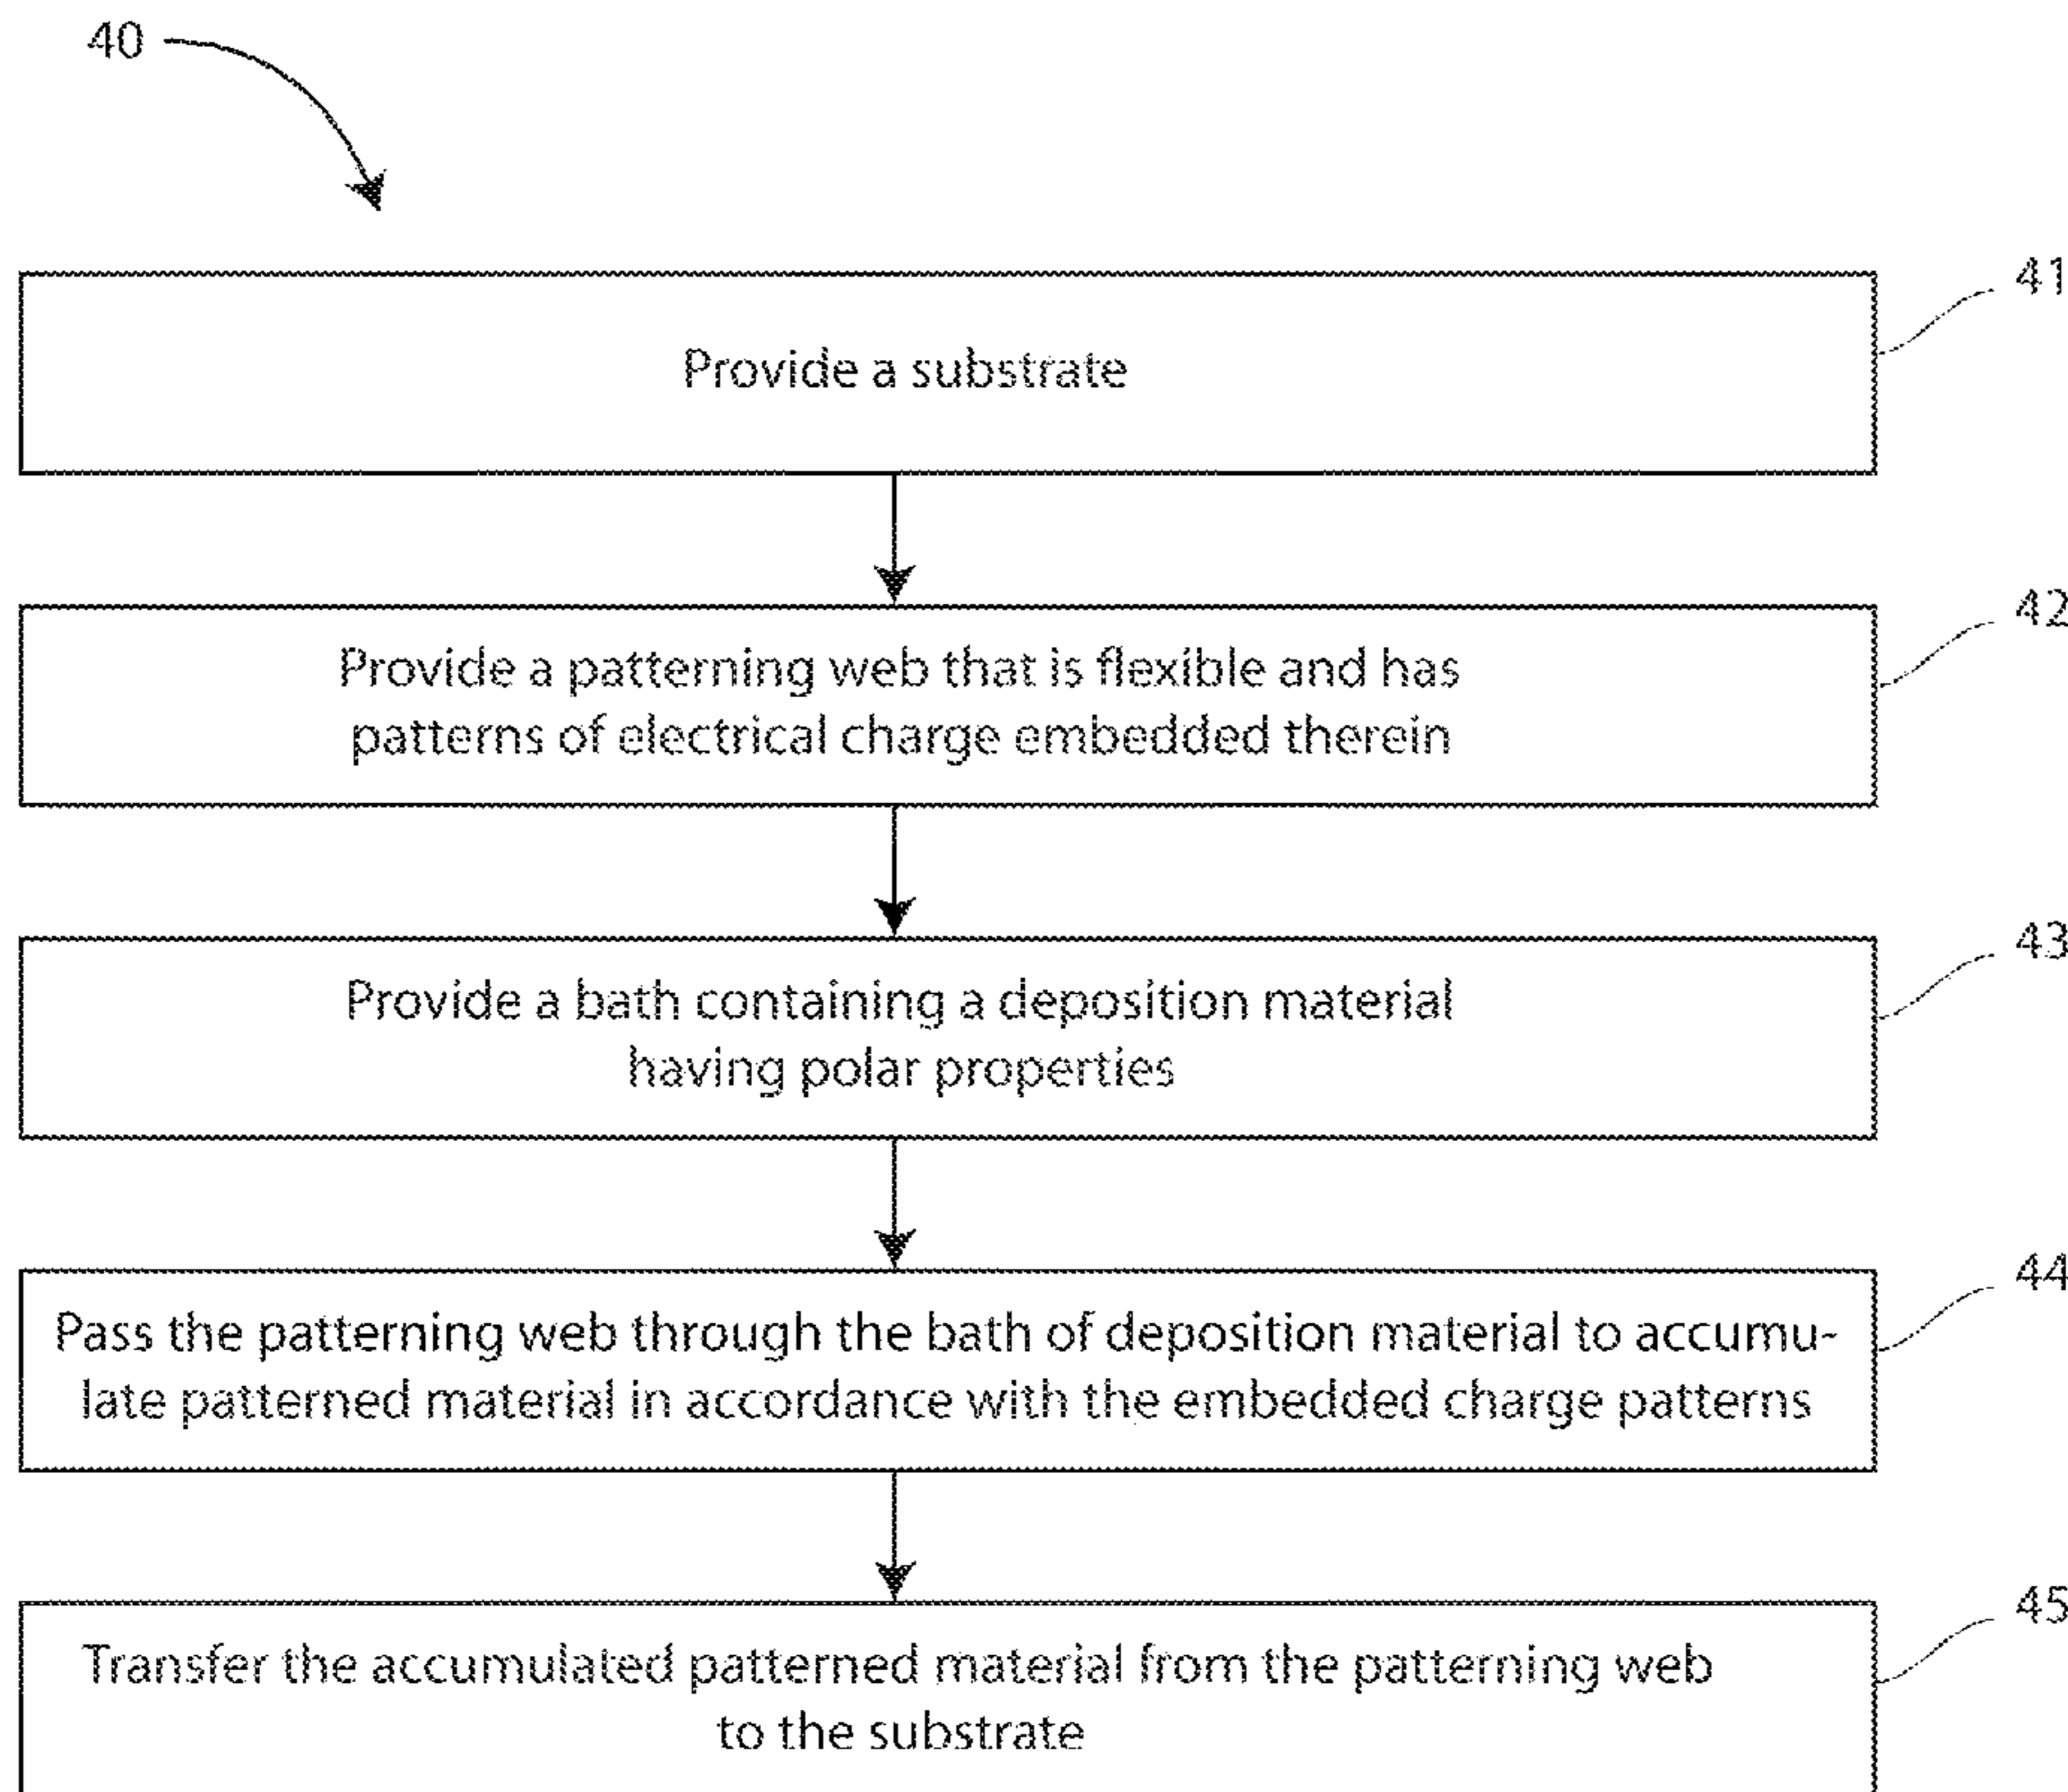 40
41
Provide a substrate
42
Provide a patterning web that is flexible and has
patterns of electrical charge embedded therein
43
Provide a bath containing a deposition material
having polar properties
44
Pass the patterning web through the bath of deposition material to accumu-
late patterned material in accordance with the embedded charge patterns
45
Transfer the accumulated patterned material from the patterning web
to the substrate